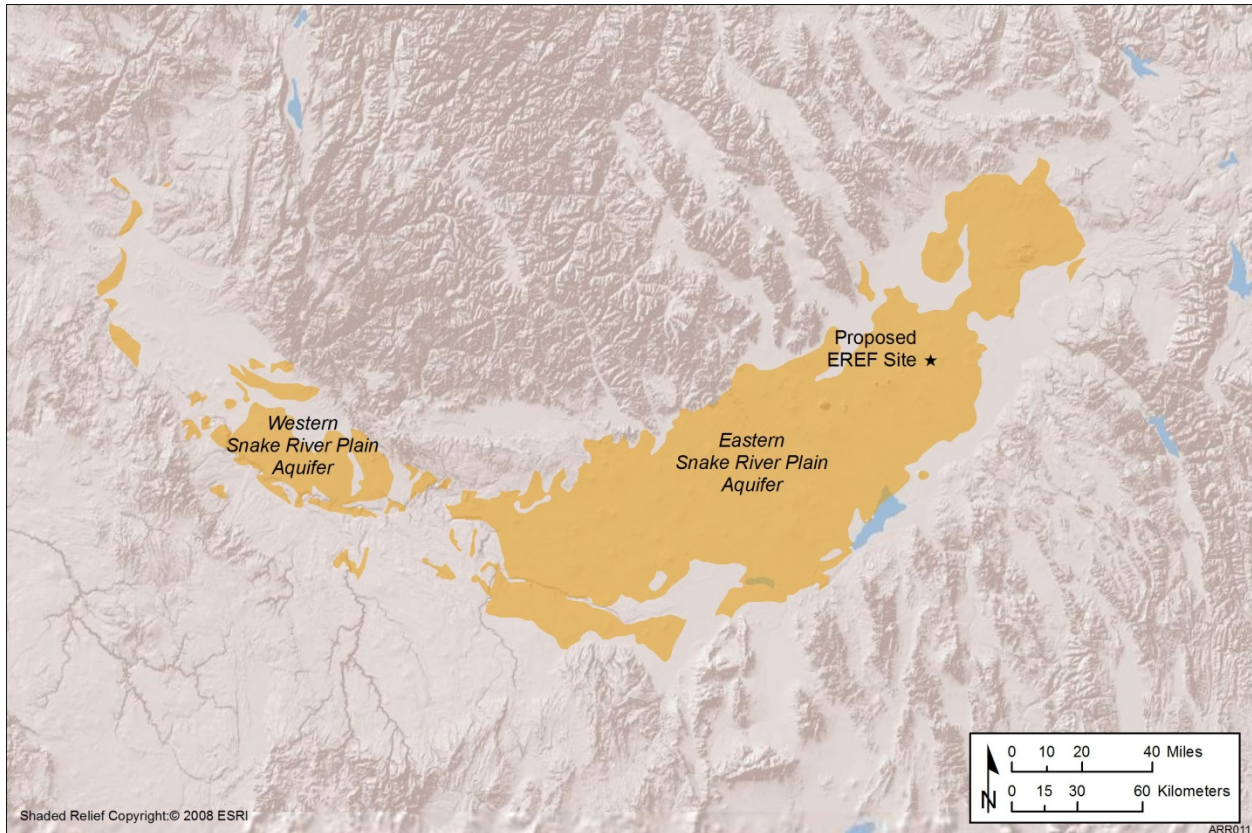 Proposed
EREF Site
Western
Snake River Plain
Aquifer
Eastern
Snake River Plain
Aquifer
0 10 20 40 Miles
0 15 30 60 Kilometers
N
Shaded Relief Copyright:© 2008 ESRI
ARR011